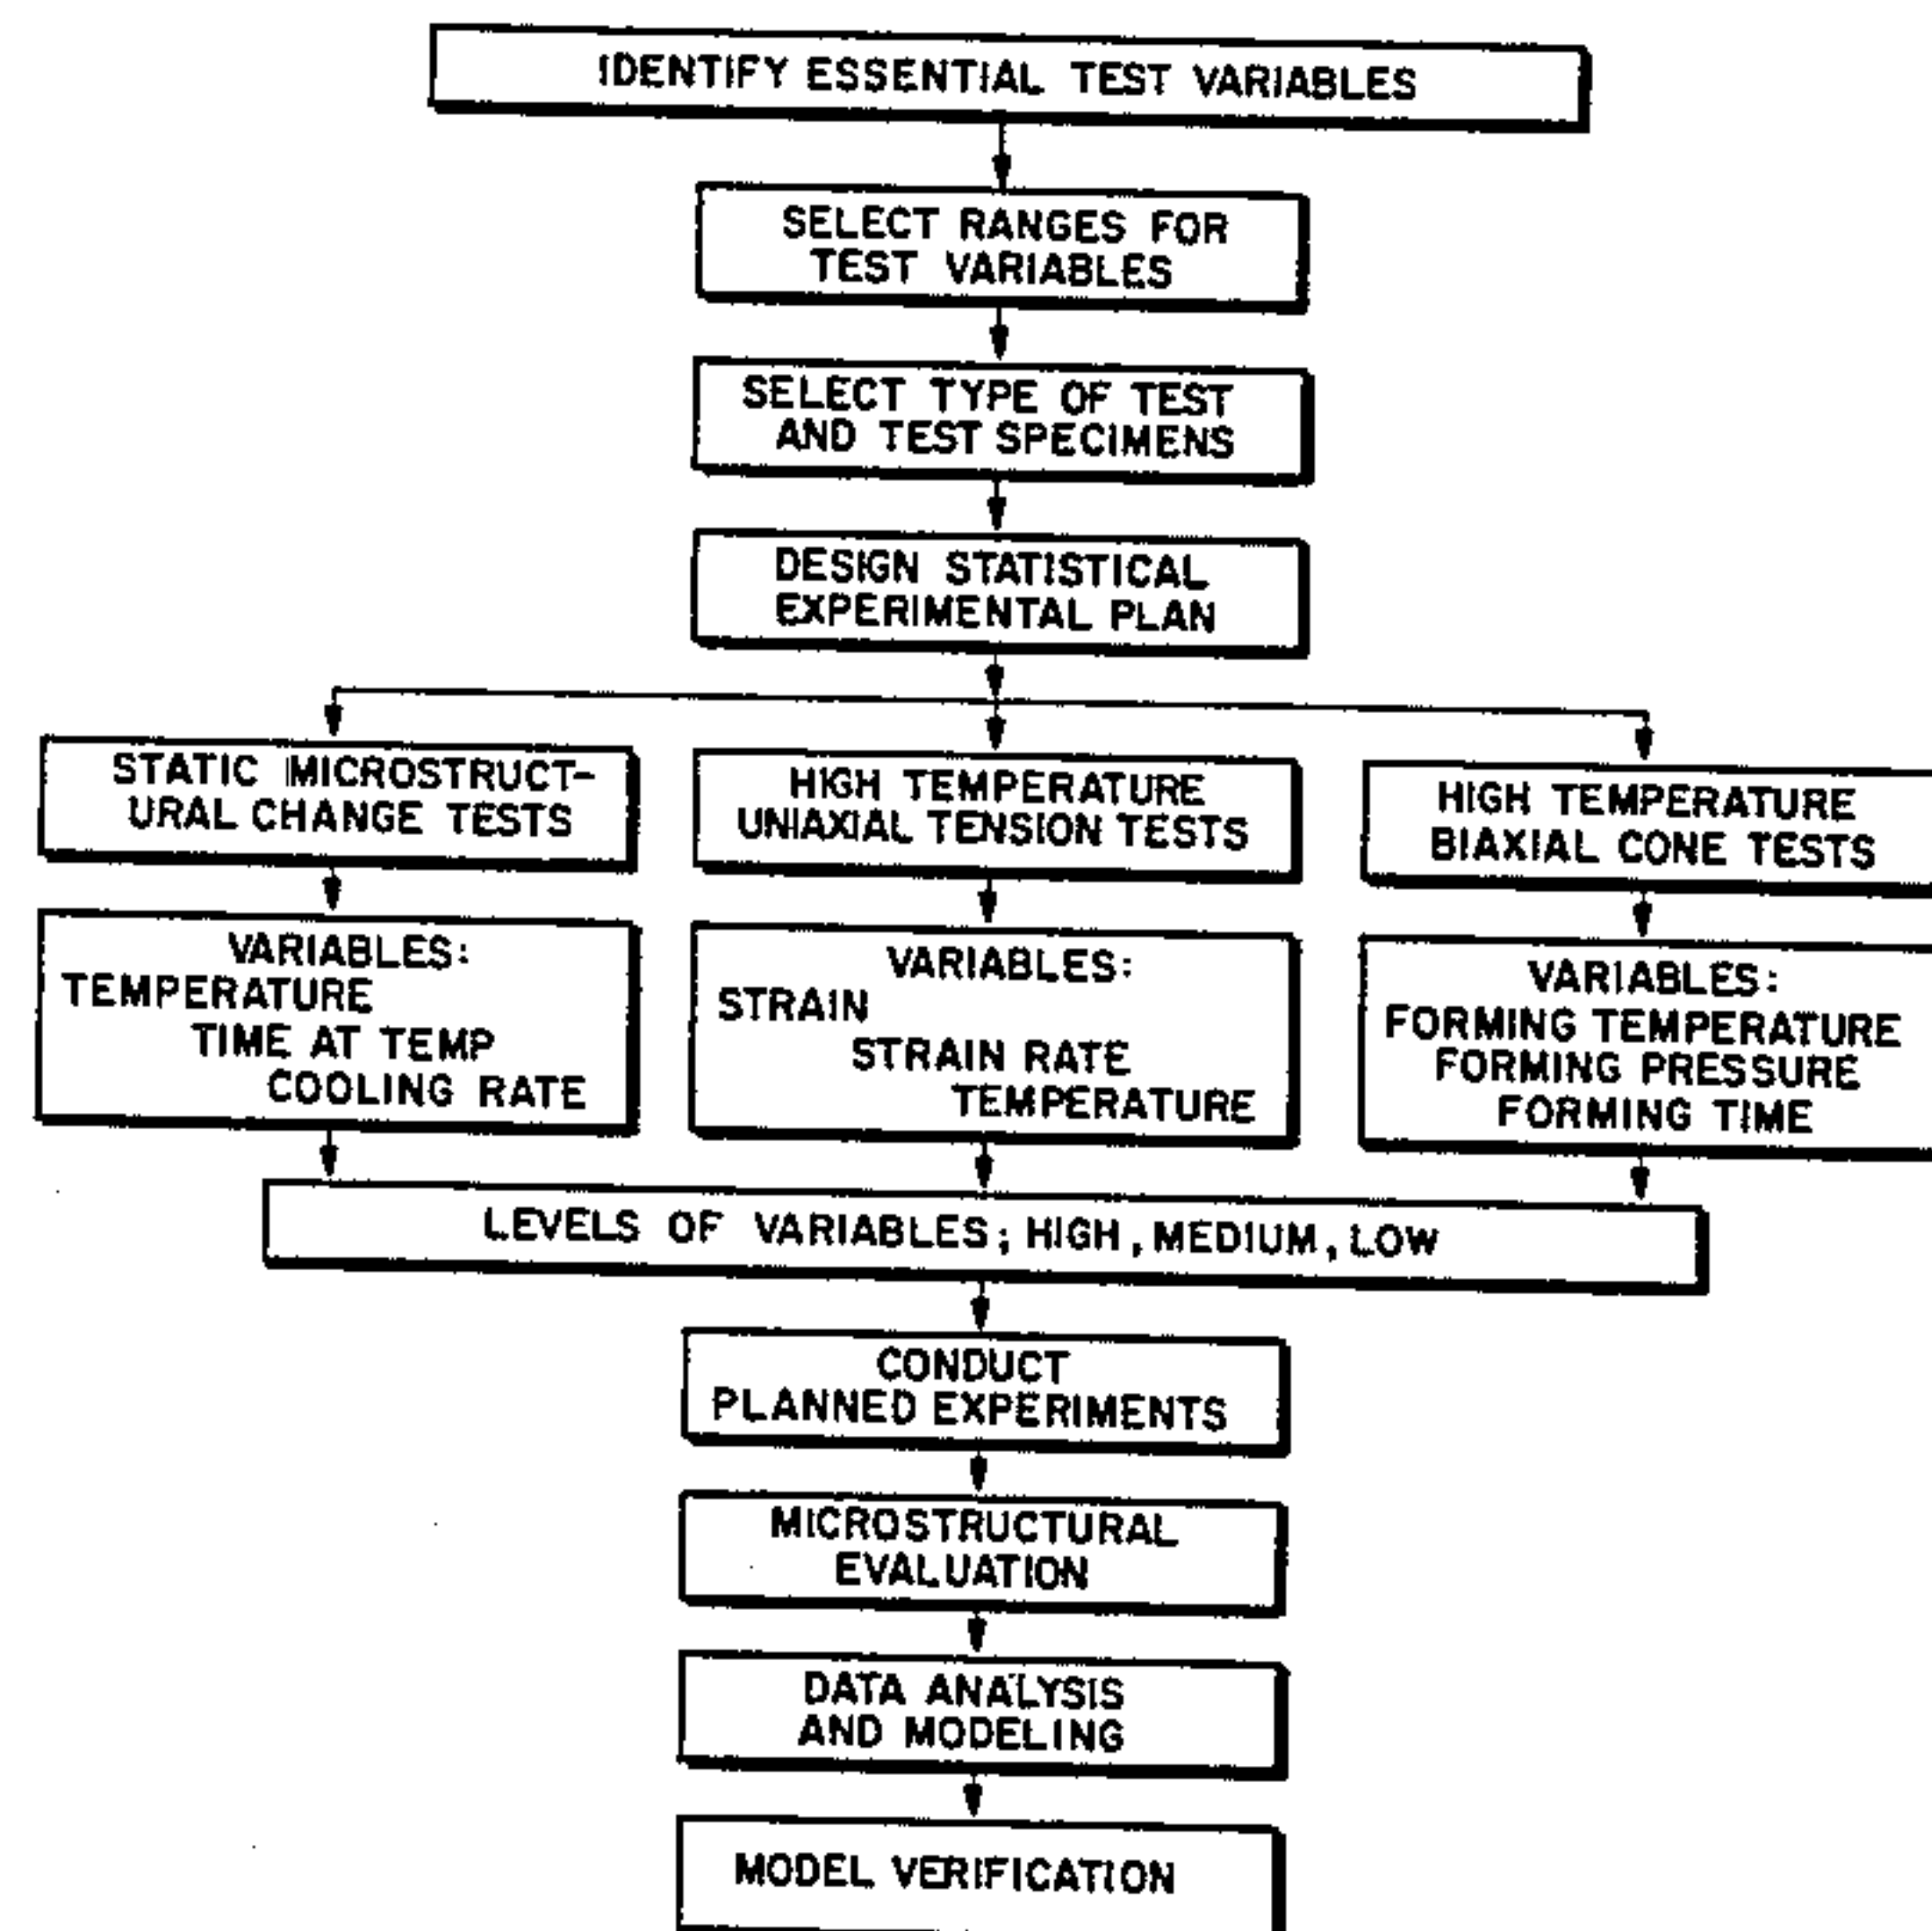 IDENTIFY ESSENTIAL TEST VARIABLES
SELECT RANGES FOR
TEST VARIABLES
SELECT TYPE OF TEST
AND TEST SPECIMENS
DESIGN STATISTICAL
EXPERIMENTAL PLAN
STATIC MICROSTRUCT-
URAL CHANGE TESTS
HIGH TEMPERATURE
UNIAXIAL TENSION TESTS
HIGH TEMPERATURE
BIAXIAL CONE TESTS
VARIABLES:
TEMPERATURE
TIME AT TEMP
COOLING RATE
VARIABLES:
STRAIN
STRAIN RATE
TEMPERATURE
VARIABLES:
FORMING TEMPERATURE
FORMING PRESSURE
FORMING TIME
LEVELS OF VARIABLES; HIGH, MEDIUM, LOW
CONDUCT
PLANNED EXPERIMENTS
MICROSTRUCTURAL
EVALUATION
DATA ANALYSIS
AND MODELING
MODEL VERIFICATION